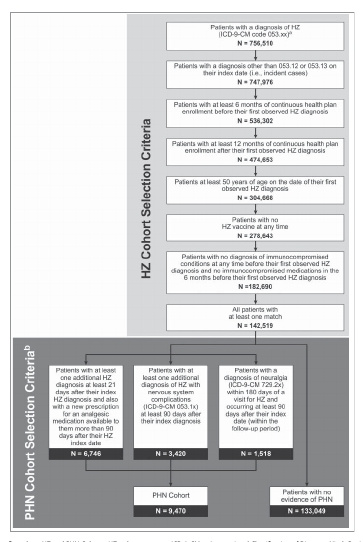 HZ Cohort Selection Criteria
Patients with a diagnosis of HZ
(ICD-9-CM code 053.xx)a
N = 756,510
Patients with a diagnosis other than 053.12 or 053.13 on
their index date (i.e., incident cases)
N = 747,976
Patients with at least 6 months of continuous health plan
enrollment before their first observed HZ diagnosis
N = 536,302
Patients with at least 12 months of continuous health plan
enrollment after their first observed HZ diagnosis
N = 474,653
Patients at least 50 years of age on the date of their first
observed HZ diagnosis
N = 304,666
Patients with no
HZ vaccine at any time
N = 278,643
Patients with no diagnosis of immunocompromised
conditions at any time before their first observed HZ
diagnosis and no immunocompromised medications in the
6 months before their first observed HZ diagnosis
N =182,690
All patients with
at least one match
N = 142,519
PHN Cohort Selection Criteriab
Patients with at least
one additional HZ
diagnosis at least 21
days after their index
HZ diagnosis and also
with a new prescription
for an analgesic
medication available to
them more than 90
days after their HZ
index date
N = 6,746
Patients with at
least one additional
diagnosis of HZ with
nervous system
complications
(ICD-9-CM 053.1x) at
least 90 days after
their index diagnosis
N = 3,420
Patients with a
diagnosis of neuralgia
(ICD-9-CM 729.2x)
within 180 days of a
visit for HZ and
occurring at least 90
days after their index
date (within the
follow-up period)
N = 1,518
PHN Cohort
N = 9,470
Patients with no
evidence of PHN
N = 133,049